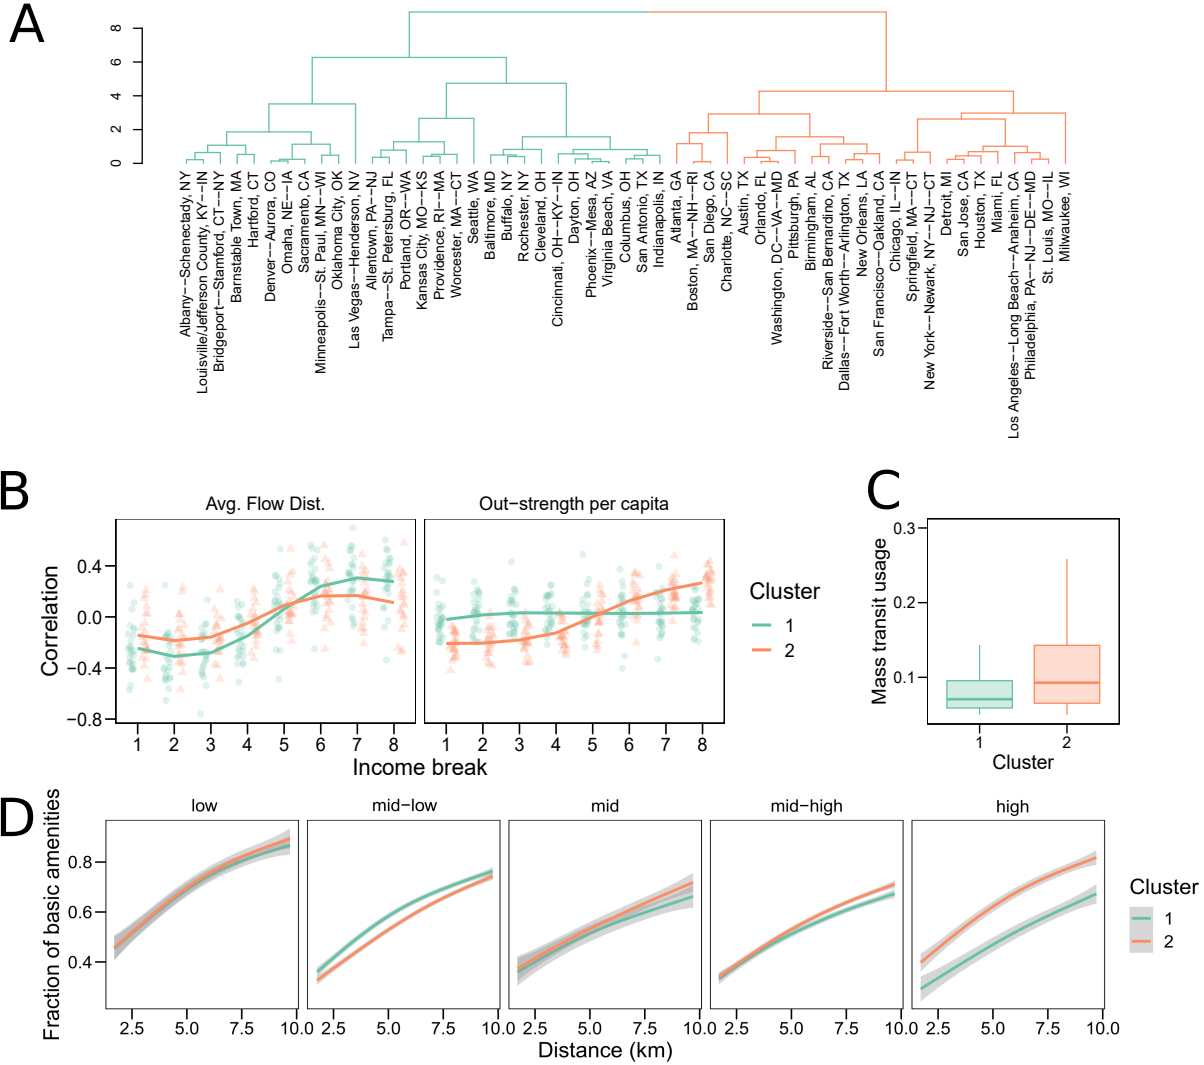 A
8
6
4
2
0
Albany−−Schenectady, NY
Louisville/Jefferson County, KY−−IN
Bridgeport−−Stamford, CT−−NY
Barnstable Town, MA
Hartford, CT
Denver−−Aurora, CO
Omaha, NE−−IA
Sacramento, CA
Minneapolis−−St. Paul, MN−−WI
Oklahoma City, OK
Las Vegas−−Henderson, NV
Allentown, PA−−NJ
Tampa−−St. Petersburg, FL
Portland, OR−−WA
Kansas City, MO−−KS
Providence, RI−−MA
Worcester, MA−−CT
Seattle, WA
Baltimore, MD
Buffalo, NY
Rochester, NY
Cleveland, OH
Cincinnati, OH−−KY−−IN
Dayton, OH
Phoenix−−Mesa, AZ
Virginia Beach, VA
Columbus, OH
San Antonio, TX
Indianapolis, IN
Atlanta, GA
Boston, MA−−NH−−RI
San Diego, CA
Charlotte, NC−−SC
Austin, TX
Orlando, FL
Washington, DC−−VA−−MD
Pittsburgh, PA
Birmingham, AL
Riverside−−San Bernardino, CA
Dallas−−Fort Worth−−Arlington, TX
New Orleans, LA
San Francisco−−Oakland, CA
Chicago, IL−−IN
Springfield, MA−−CT
New York−−Newark, NY−−NJ−−CT
Detroit, MI
San Jose, CA
Houston, TX
Miami, FL
Los Angeles−−Long Beach−−Anaheim, CA
Philadelphia, PA−−NJ−−DE−−MD
St. Louis, MO−−IL
Milwaukee, WI
B
Avg. Flow Dist.
Out−strength per capita
Correlation
0.4
0.0
−0.4
−0.8
1 2 3 4 5 6 7 8
1 2 3 4 5 6 7 8
Income break
Cluster
1
2
C
Mass transit usage
0.3
0.2
0.1
1 2
Cluster
D
low
mid−low
mid
mid−high
high
Fraction of basic amenities
0.8
0.6
0.4
2.5 5.0 7.5 10.0
2.5 5.0 7.5 10.0
2.5 5.0 7.5 10.0
2.5 5.0 7.5 10.0
2.5 5.0 7.5 10.0
Distance (km)
Cluster
1
2